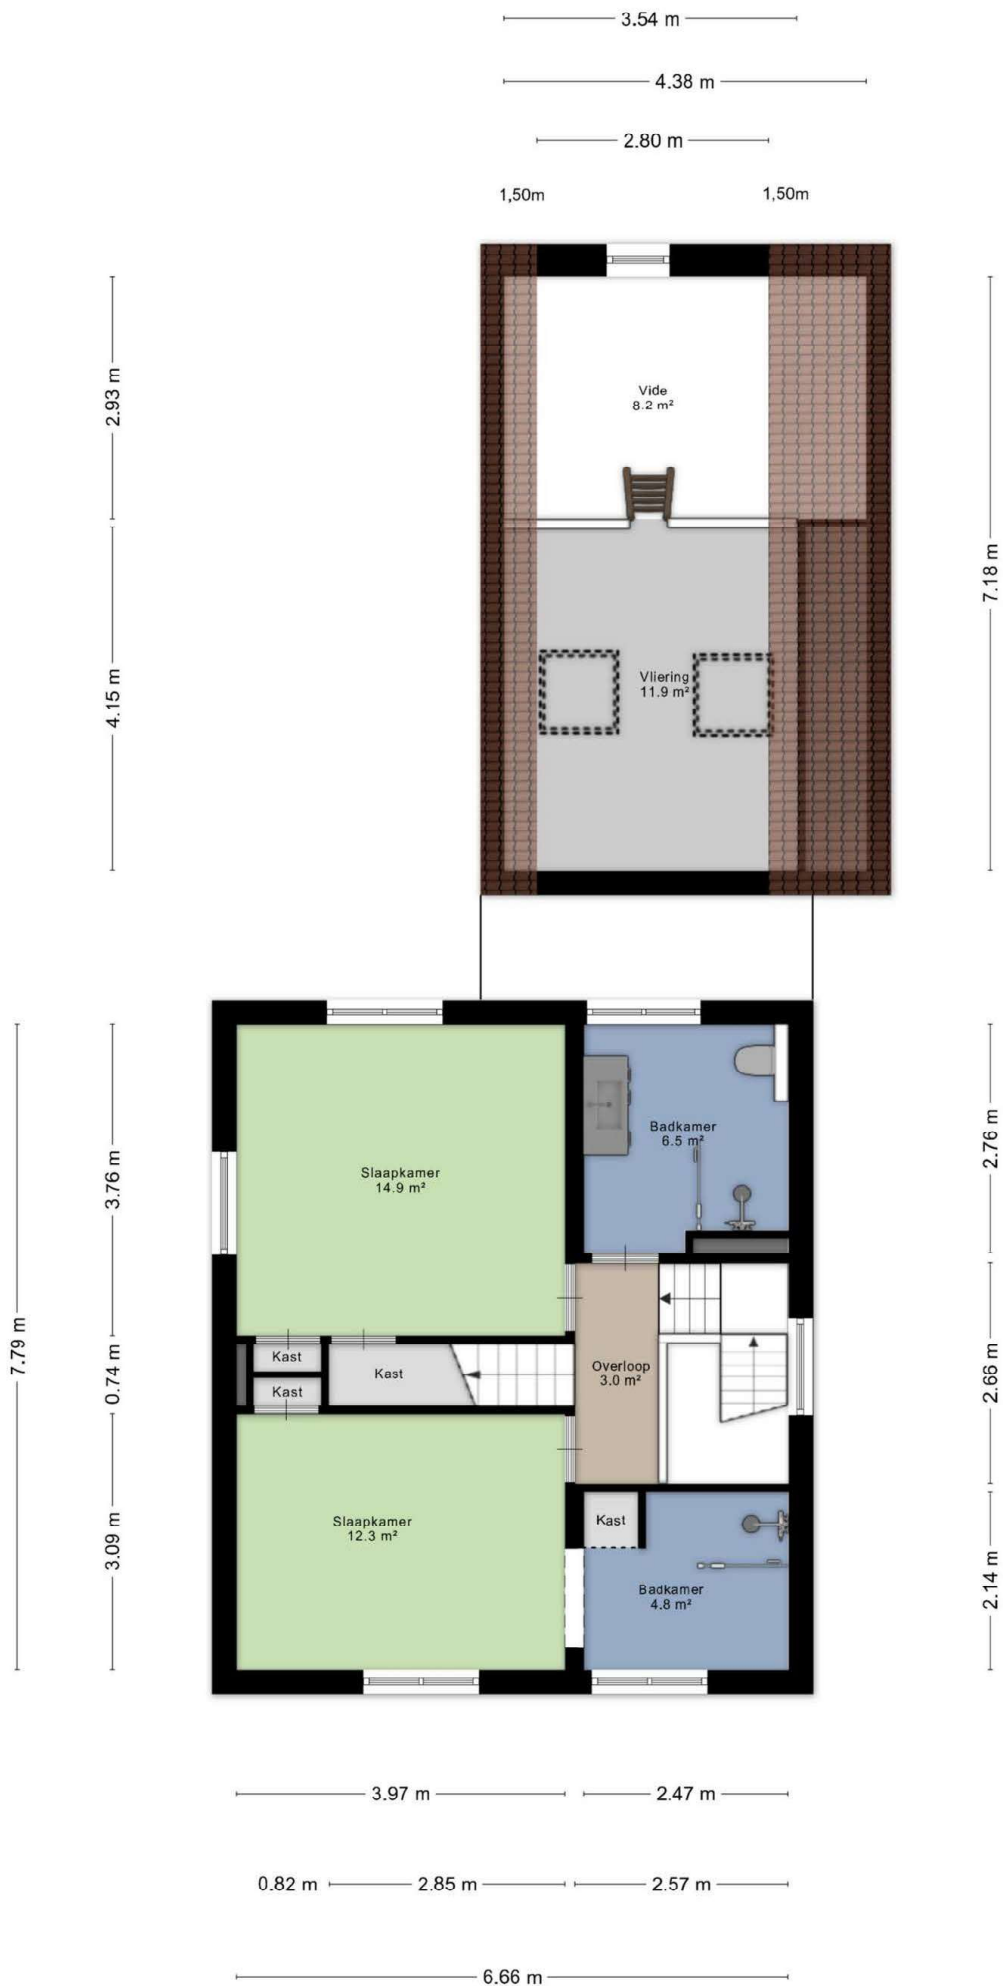 3.54 m
4.38 m
2.80 m
1,50m
1,50m
2.93 m
Vide
8.2 m²
7.18 m
4.15 m
Vliering
11.9 m²
7.79 m
3.76 m
Slaapkamer
14.9 m²
Badkamer
6.5 m²
2.76 m
0.74 m
Kast
Kast
Kast
Overloop
3.0 m²
2.66 m
3.09 m
Slaapkamer
12.3 m²
Kast
Badkamer
4.8 m²
2.14 m
3.97 m
2.47 m
0.82 m
2.85 m
2.57 m
6.66 m